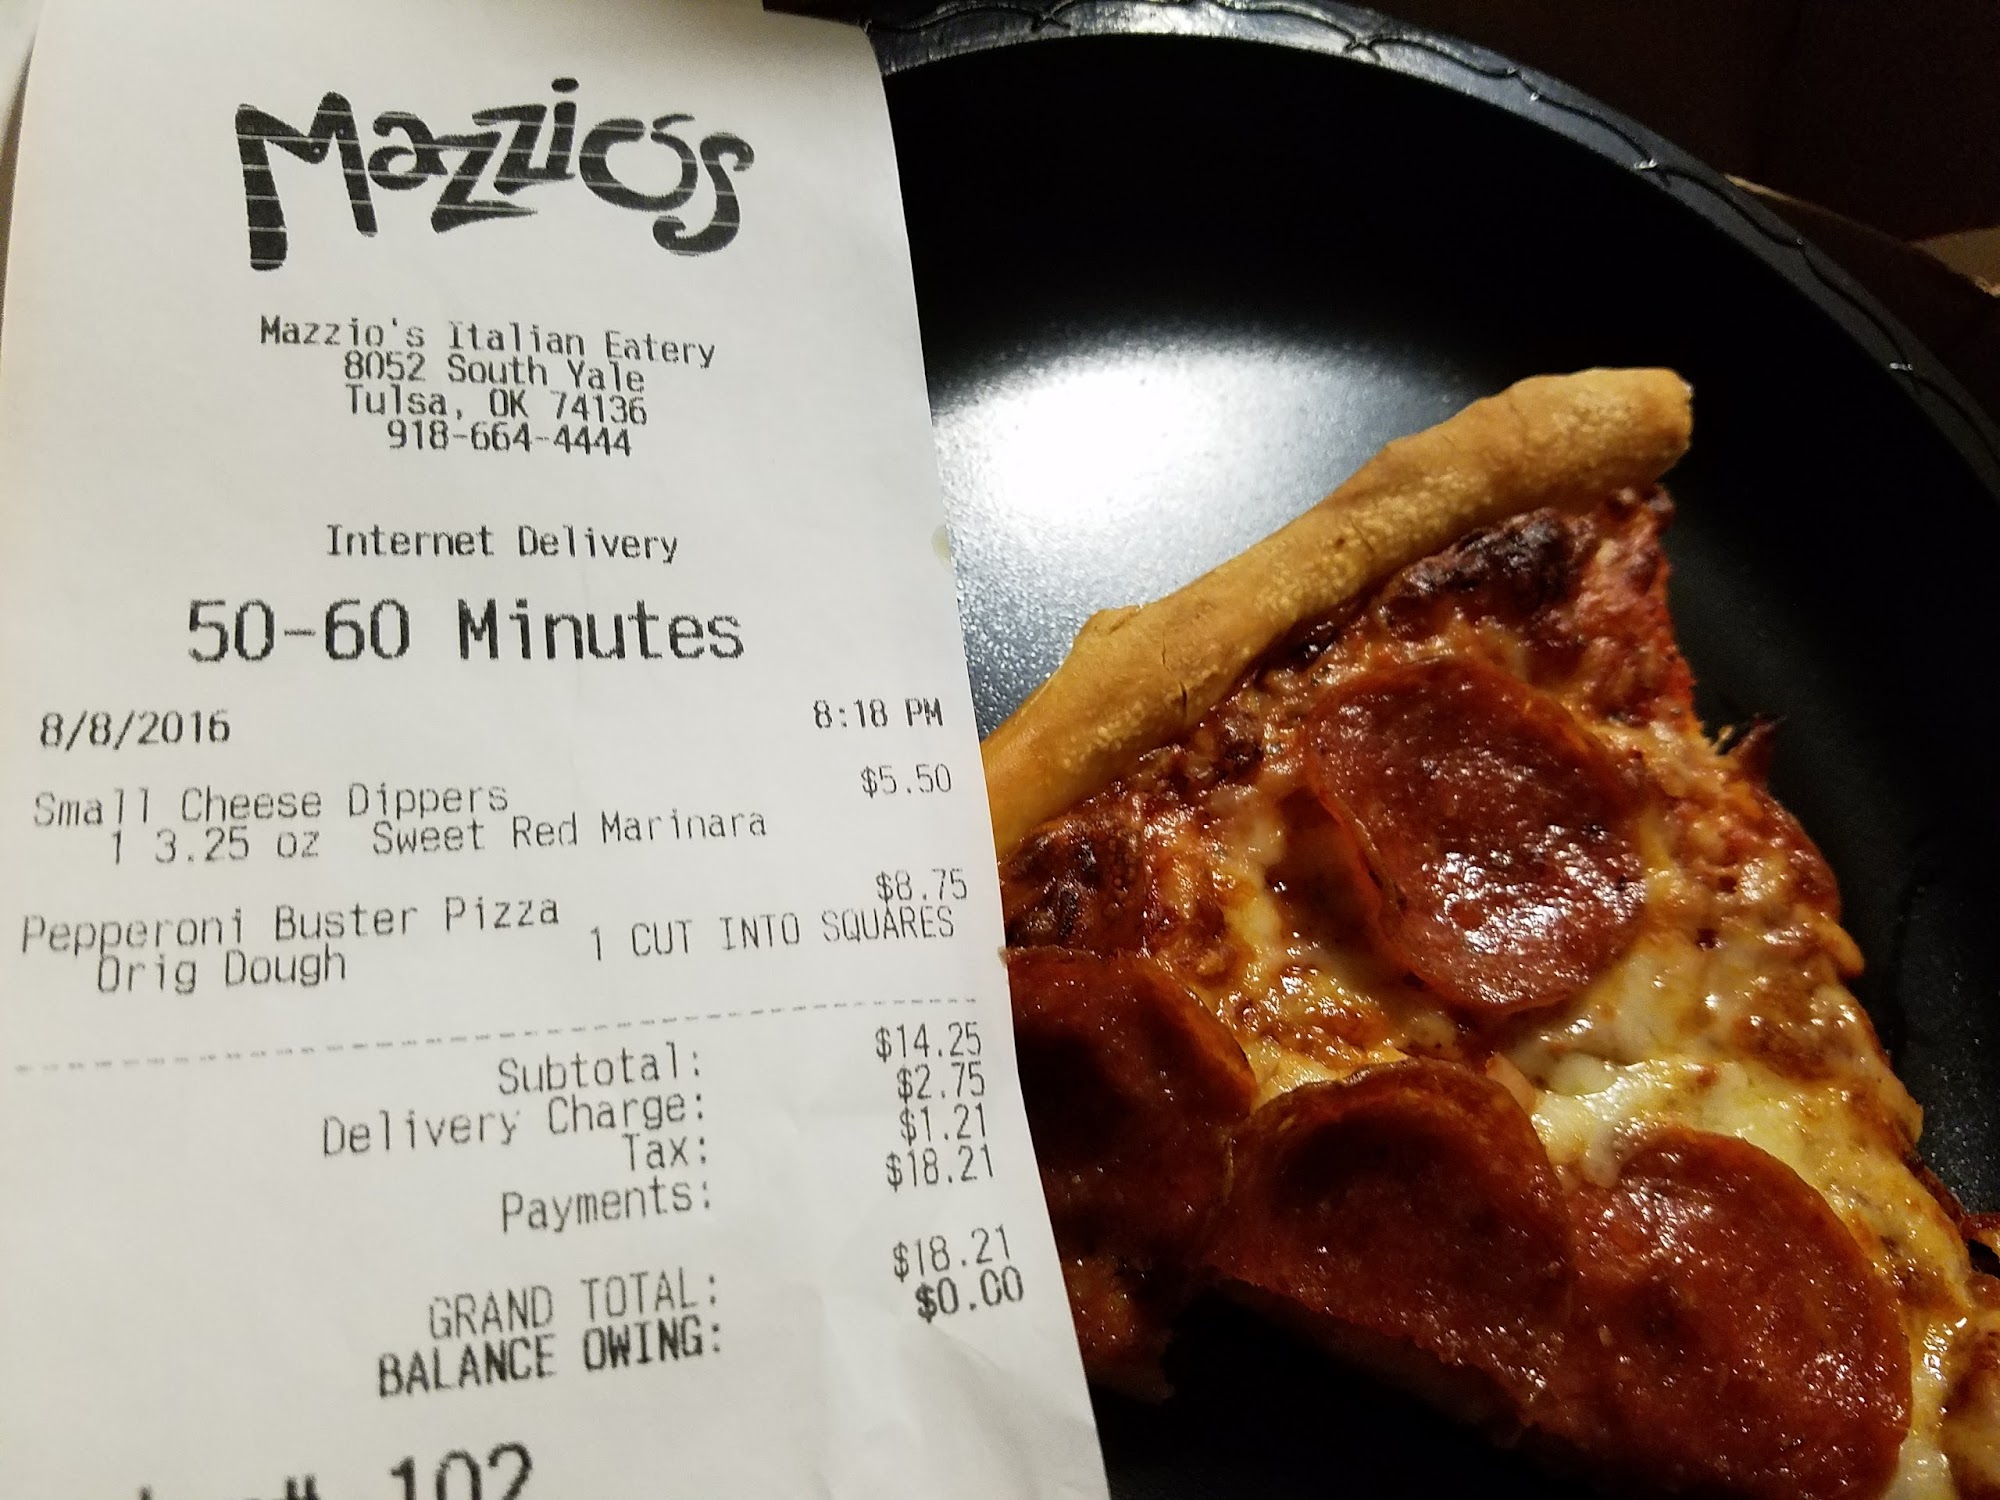 Mazzio's
Mazzio's Italian Eatery
8052 South Yale
Tulsa, OK 74136
918-664-4444
Internet Delivery
50-60 Minutes
8/8/2016 8:18 PM
Small Cheese Dippers $5.50
1 3.25 oz Sweet Red Marinara
Pepperoni Buster Pizza $8.75
Orig Dough 1 CUT INTO SQUARES
Subtotal: $14.25
Delivery Charge: $2.75
Tax: $1.21
Payments: $18.21
GRAND TOTAL: $18.21
BALANCE OWING: $0.00
# 102